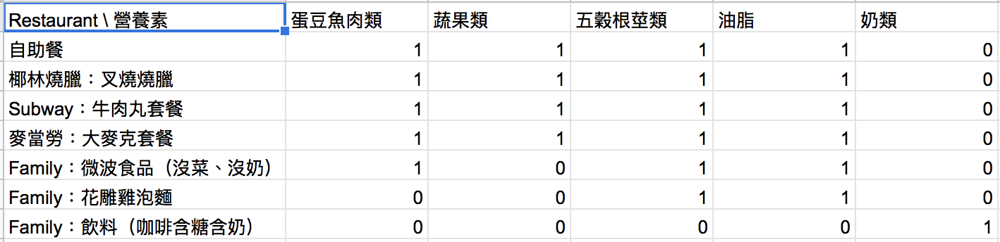 Restaurant \ 營養素 蛋豆魚肉類 蔬果類 五穀根莖類 油脂 奶類
自助餐 1 1 1 1 0
椰林燒臘：叉燒燒臘 1 1 1 1 0
Subway：牛肉丸套餐 1 1 1 1 0
麥當勞：大麥克套餐 1 1 1 1 0
Family：微波食品（沒菜、沒奶） 1 0 1 1 0
Family：花雕雞泡麵 0 0 1 1 0
Family：飲料（咖啡含糖含奶） 0 0 0 0 1